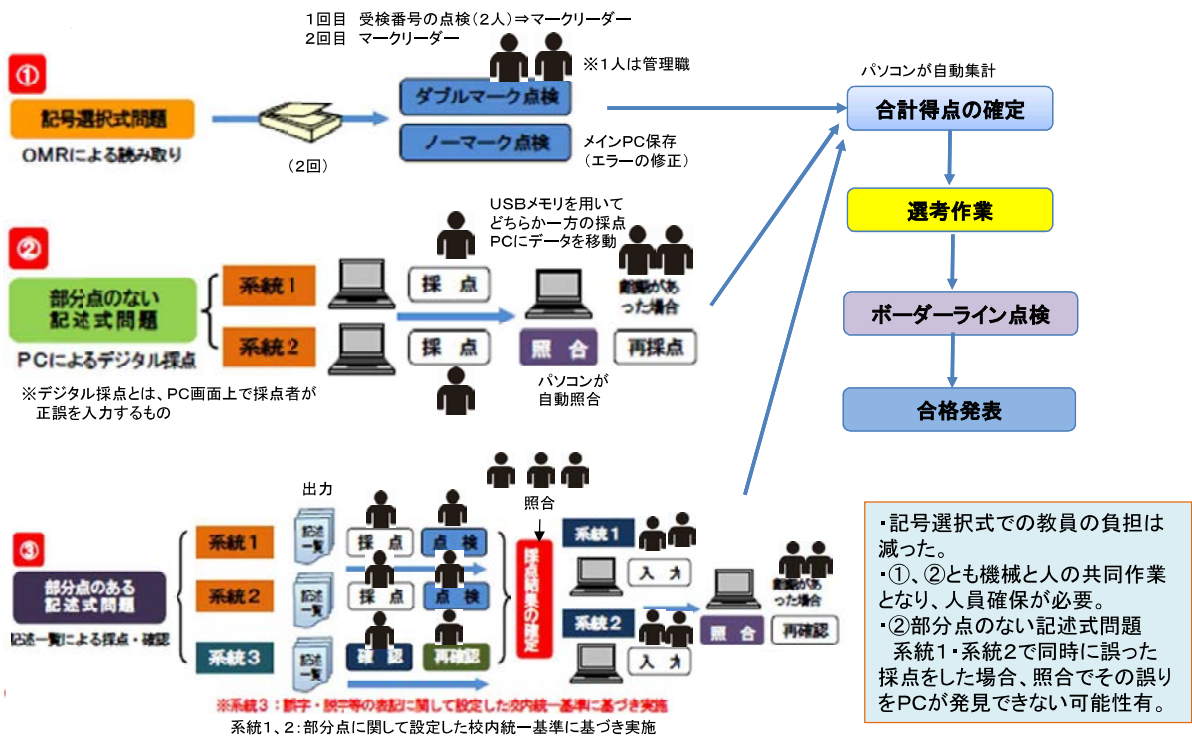 1回目 受検番号の点検(2人)⇒マークリーダー
2回目 マークリーダー
※1人は管理職
①
記号選択式問題
OMRによる読み取り
(2回)
ダブルマーク点検
ノーマーク点検
メインPC保存
(エラーの修正)
パソコンが自動集計
合計得点の確定
選考作業
ボーダーライン点検
合格発表
②
部分点のない
記述式問題
PCによるデジタル採点
※デジタル採点とは、PC画面上で採点者が
正誤を入力するもの
系統1
系統2
採 点
採 点
USBメモリを用いて
どちらか一方の採点
PCにデータを移動
照 合
パソコンが
自動照合
齟齬があ
った場合
再採点
③
部分点のある
記述式問題
記述一覧による採点・確認
系統1
系統2
系統3
出力
記述
一覧
記述
一覧
記述
一覧
採 点
点 検
採 点
点 検
確 認
再確認
照合
採点結果の確定
系統1
入 力
系統2
入 力
照 合
齟齬があ
った場合
再確認
※系統3:誤字・脱字等の表記に関して設定した校内統一基準に基づき実施
系統1、2:部分点に関して設定した校内統一基準に基づき実施
・記号選択式での教員の負担は
減った。
・①、②とも機械と人の共同作業
となり、人員確保が必要。
・②部分点のない記述式問題
系統1・系統2で同時に誤った
採点をした場合、照合でその誤り
をPCが発見できない可能性有。